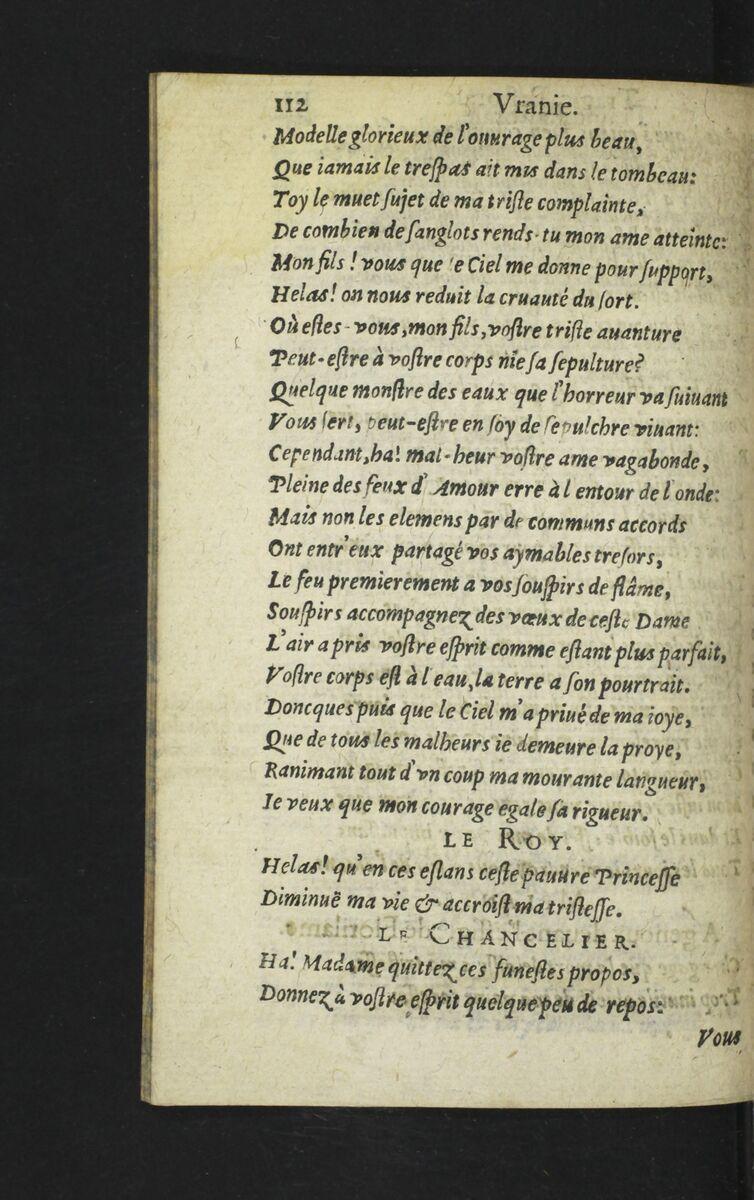 112 Vranie.
Modelle glorieux de l'ouurage plus beau,
Que iamais le trespas ait mis dans le tombeau:
Toy le muet sujet de ma triste complainte,
De combien de sanglots rends-tu mon ame atteinte:
Mon fils ! vous que le Ciel me donne pour support,
Helas! on nous reduit la cruauté du sort.
Où estes-vous, mon fils, vostre triste auanture
Peut-estre à vostre corps nie sa sepulture?
Quelque monstre des eaux que l'horreur va suiuant
Vous sert, peut-estre en soy de sepulchre viuant:
Cependant, ha! mal-heur vostre ame vagabonde,
Pleine des feux d'Amour erre à l entour de l'onde:
Mais non les elemens par de communs accords
Ont entr'eux partagé vos aymables tresors,
Le feu premierement a vos souspirs de flâme,
Souspirs accompagnez des vœux de ceste Dame
L'air a pris vostre esprit comme estant plus parfait,
Vostre corps est à l'eau, la terre a son pourtrait.
Doncques puis que le Ciel m'a priué de ma ioye,
Que de tous les malheurs ie demeure la proye,
Ranimant tout d'vn coup ma mourante langueur,
Je veux que mon courage egale sa rigueur.
LE ROY.
Helas! qu'en ces estans ceste pauure Princesse
Diminuë ma vie & accroist ma tristesse.
LE CHANCELIER.
Ha! Madame quittez ces funestes propos,
Donnez à vostre esprit quelque peu de repos:
Vous